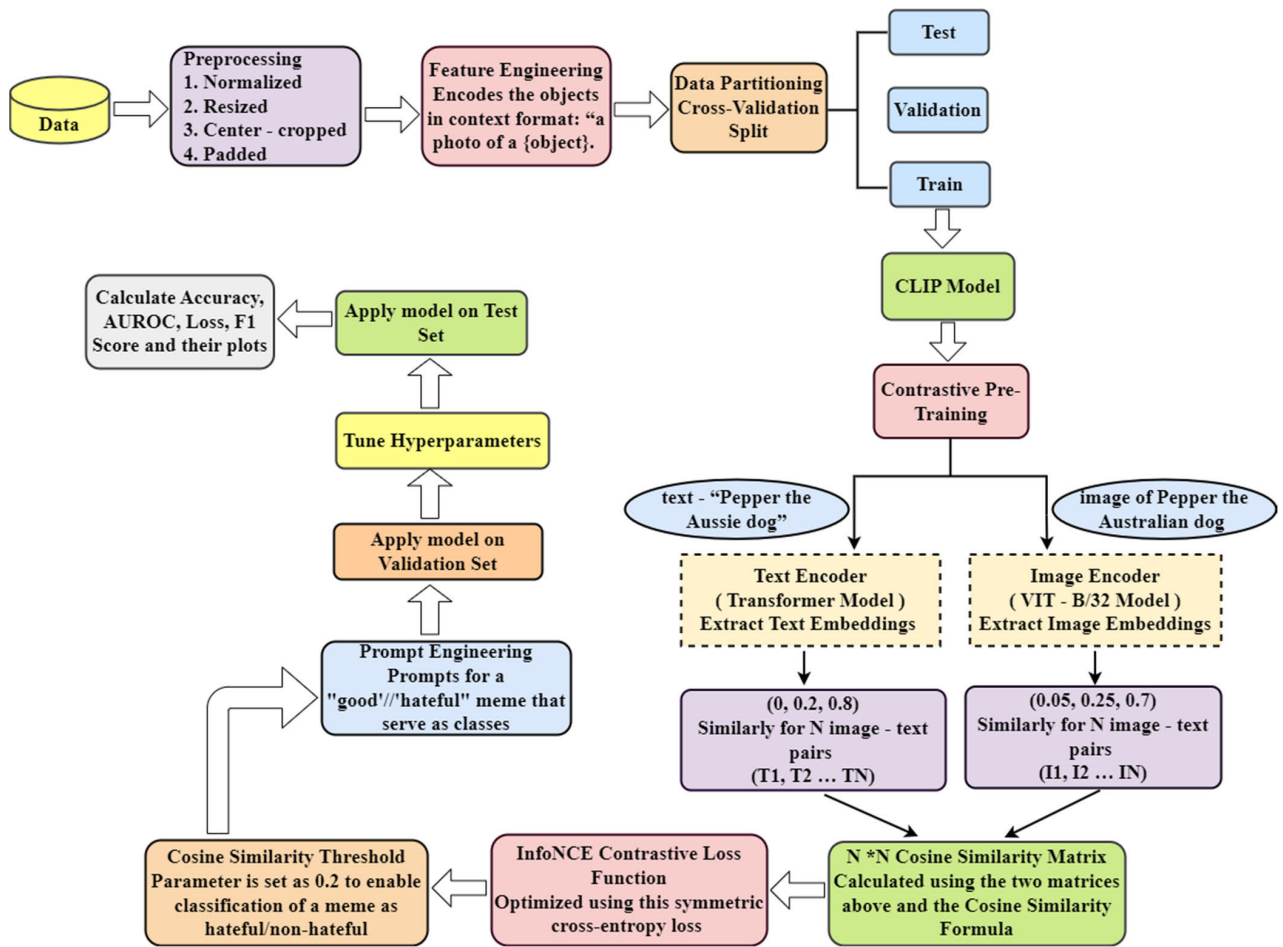 Data
Preprocessing
1. Normalized
2. Resized
3. Center - cropped
4. Padded
Feature Engineering
Encodes the objects
in context format: “a
photo of a {object}.
Data Partitioning
Cross-Validation
Split
Test
Validation
Train
CLIP Model
Contrastive Pre-
Training
text - “Pepper the
Aussie dog”
image of Pepper the
Australian dog
Text Encoder
( Transformer Model )
Extract Text Embeddings
Image Encoder
( VIT - B/32 Model )
Extract Image Embeddings
(0, 0.2, 0.8)
Similarly for N image - text
pairs
(T1, T2 ... TN)
(0.05, 0.25, 0.7)
Similarly for N image - text
pairs
(I1, I2 ... IN)
N *N Cosine Similarity Matrix
Calculated using the two matrices
above and the Cosine Similarity
Formula
InfoNCE Contrastive Loss
Function
Optimized using this symmetric
cross-entropy loss
Cosine Similarity Threshold
Parameter is set as 0.2 to enable
classification of a meme as
hateful/non-hateful
Prompt Engineering
Prompts for a
"good'//'hateful" meme that
serve as classes
Apply model on
Validation Set
Tune Hyperparameters
Apply model on Test
Set
Calculate Accuracy,
AUROC, Loss, F1
Score and their plots